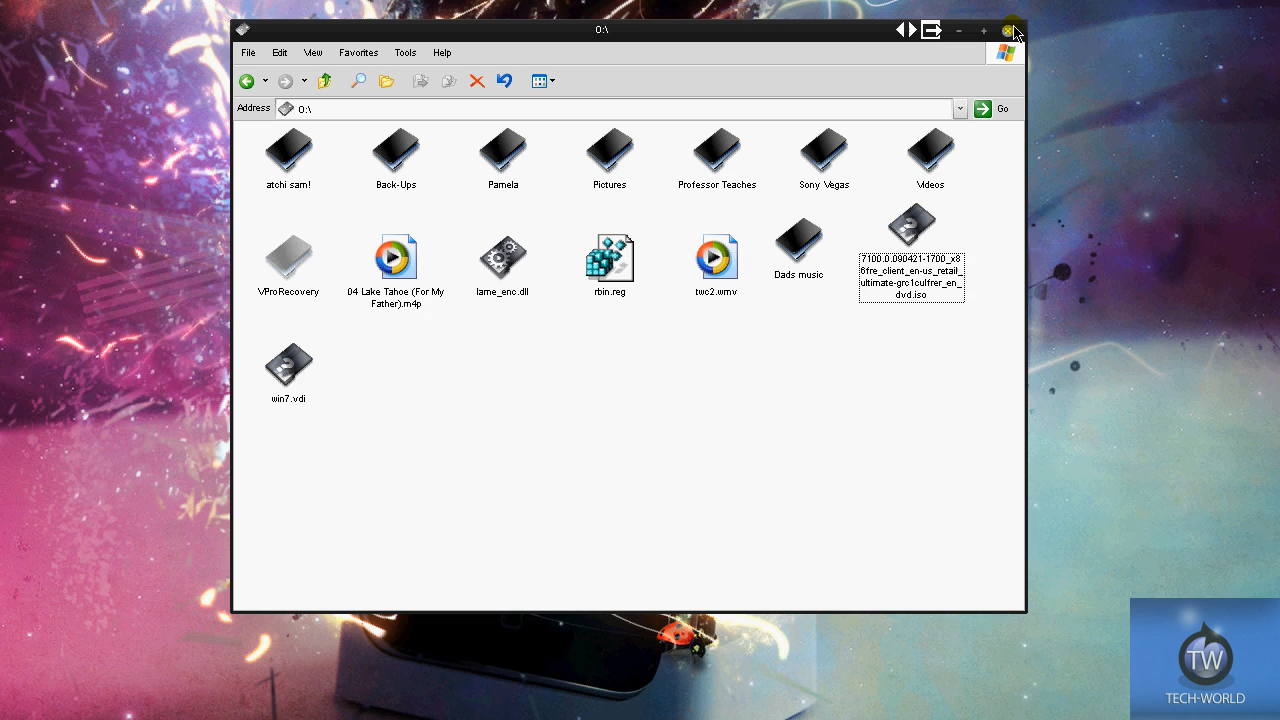 O:\
File Edit View Favorites Tools Help
Address O:\ Go
atchi sam! Back-Ups Pamela Pictures Professor Teaches Sony Vegas Videos
VProRecovery
04 Lake Tahoe (For My
Father).m4p
lame_enc.dll
rbin.reg
twc2.wmv
Dads music
7100.0.090421-1700_x8
6fre_client_en-us_retail_
ultimate-grc1culfrer_en_
dvd.iso
win7.vdi
TW
TECH-WORLD